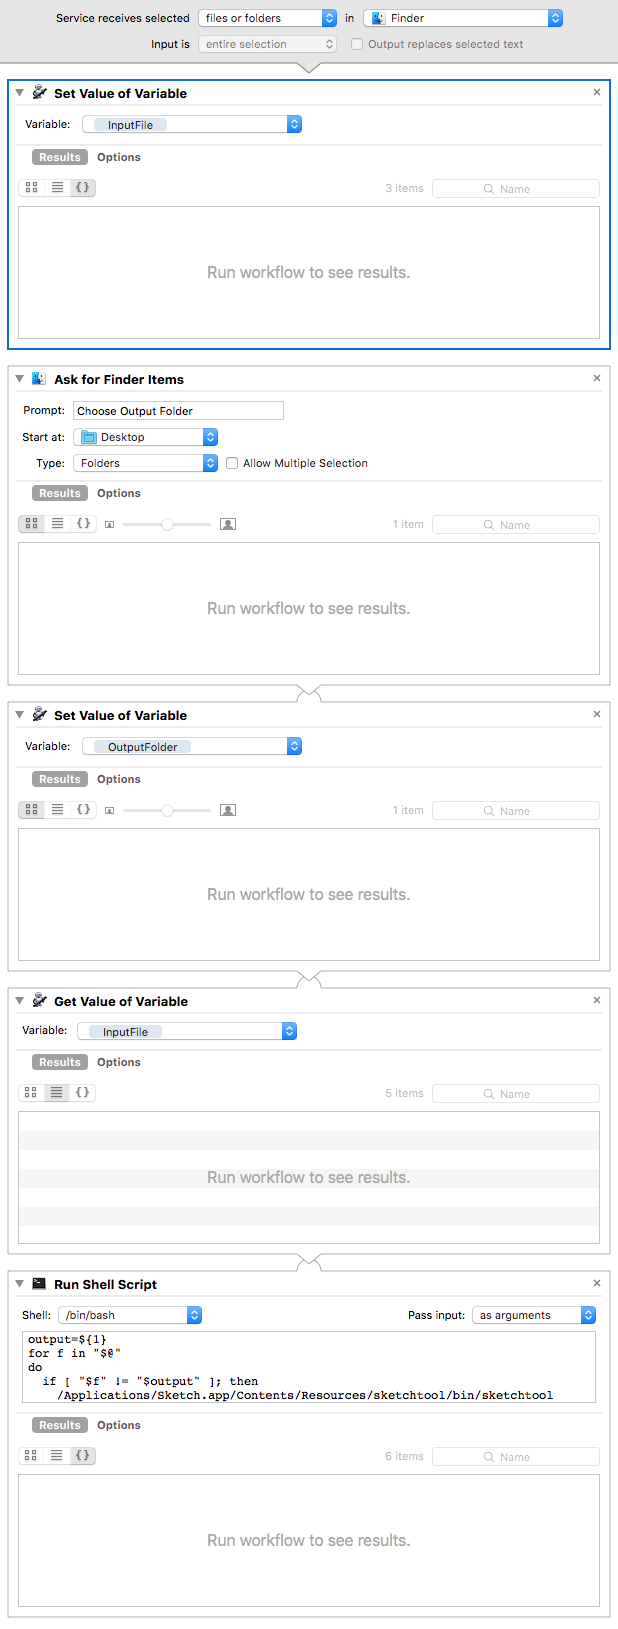 Service receives selected files or folders in Finder
Input is entire selection Output replaces selected text
Set Value of Variable
Variable: InputFile
Results Options
3 items Name
Run workflow to see results.
Ask for Finder Items
Prompt: Choose Output Folder
Start at: Desktop
Type: Folders Allow Multiple Selection
Results Options
1 item Name
Run workflow to see results.
Set Value of Variable
Variable: OutputFolder
Results Options
1 item Name
Run workflow to see results.
Get Value of Variable
Variable: InputFile
Results Options
5 items Name
Run workflow to see results.
Run Shell Script
Shell: /bin/bash Pass input: as arguments
output=${1}
for f in "$@"
do
if [ "$f" != "$output" ]; then
/Applications/Sketch.app/Contents/Resources/sketchtool/bin/sketchtool
Results Options
6 items Name
Run workflow to see results.